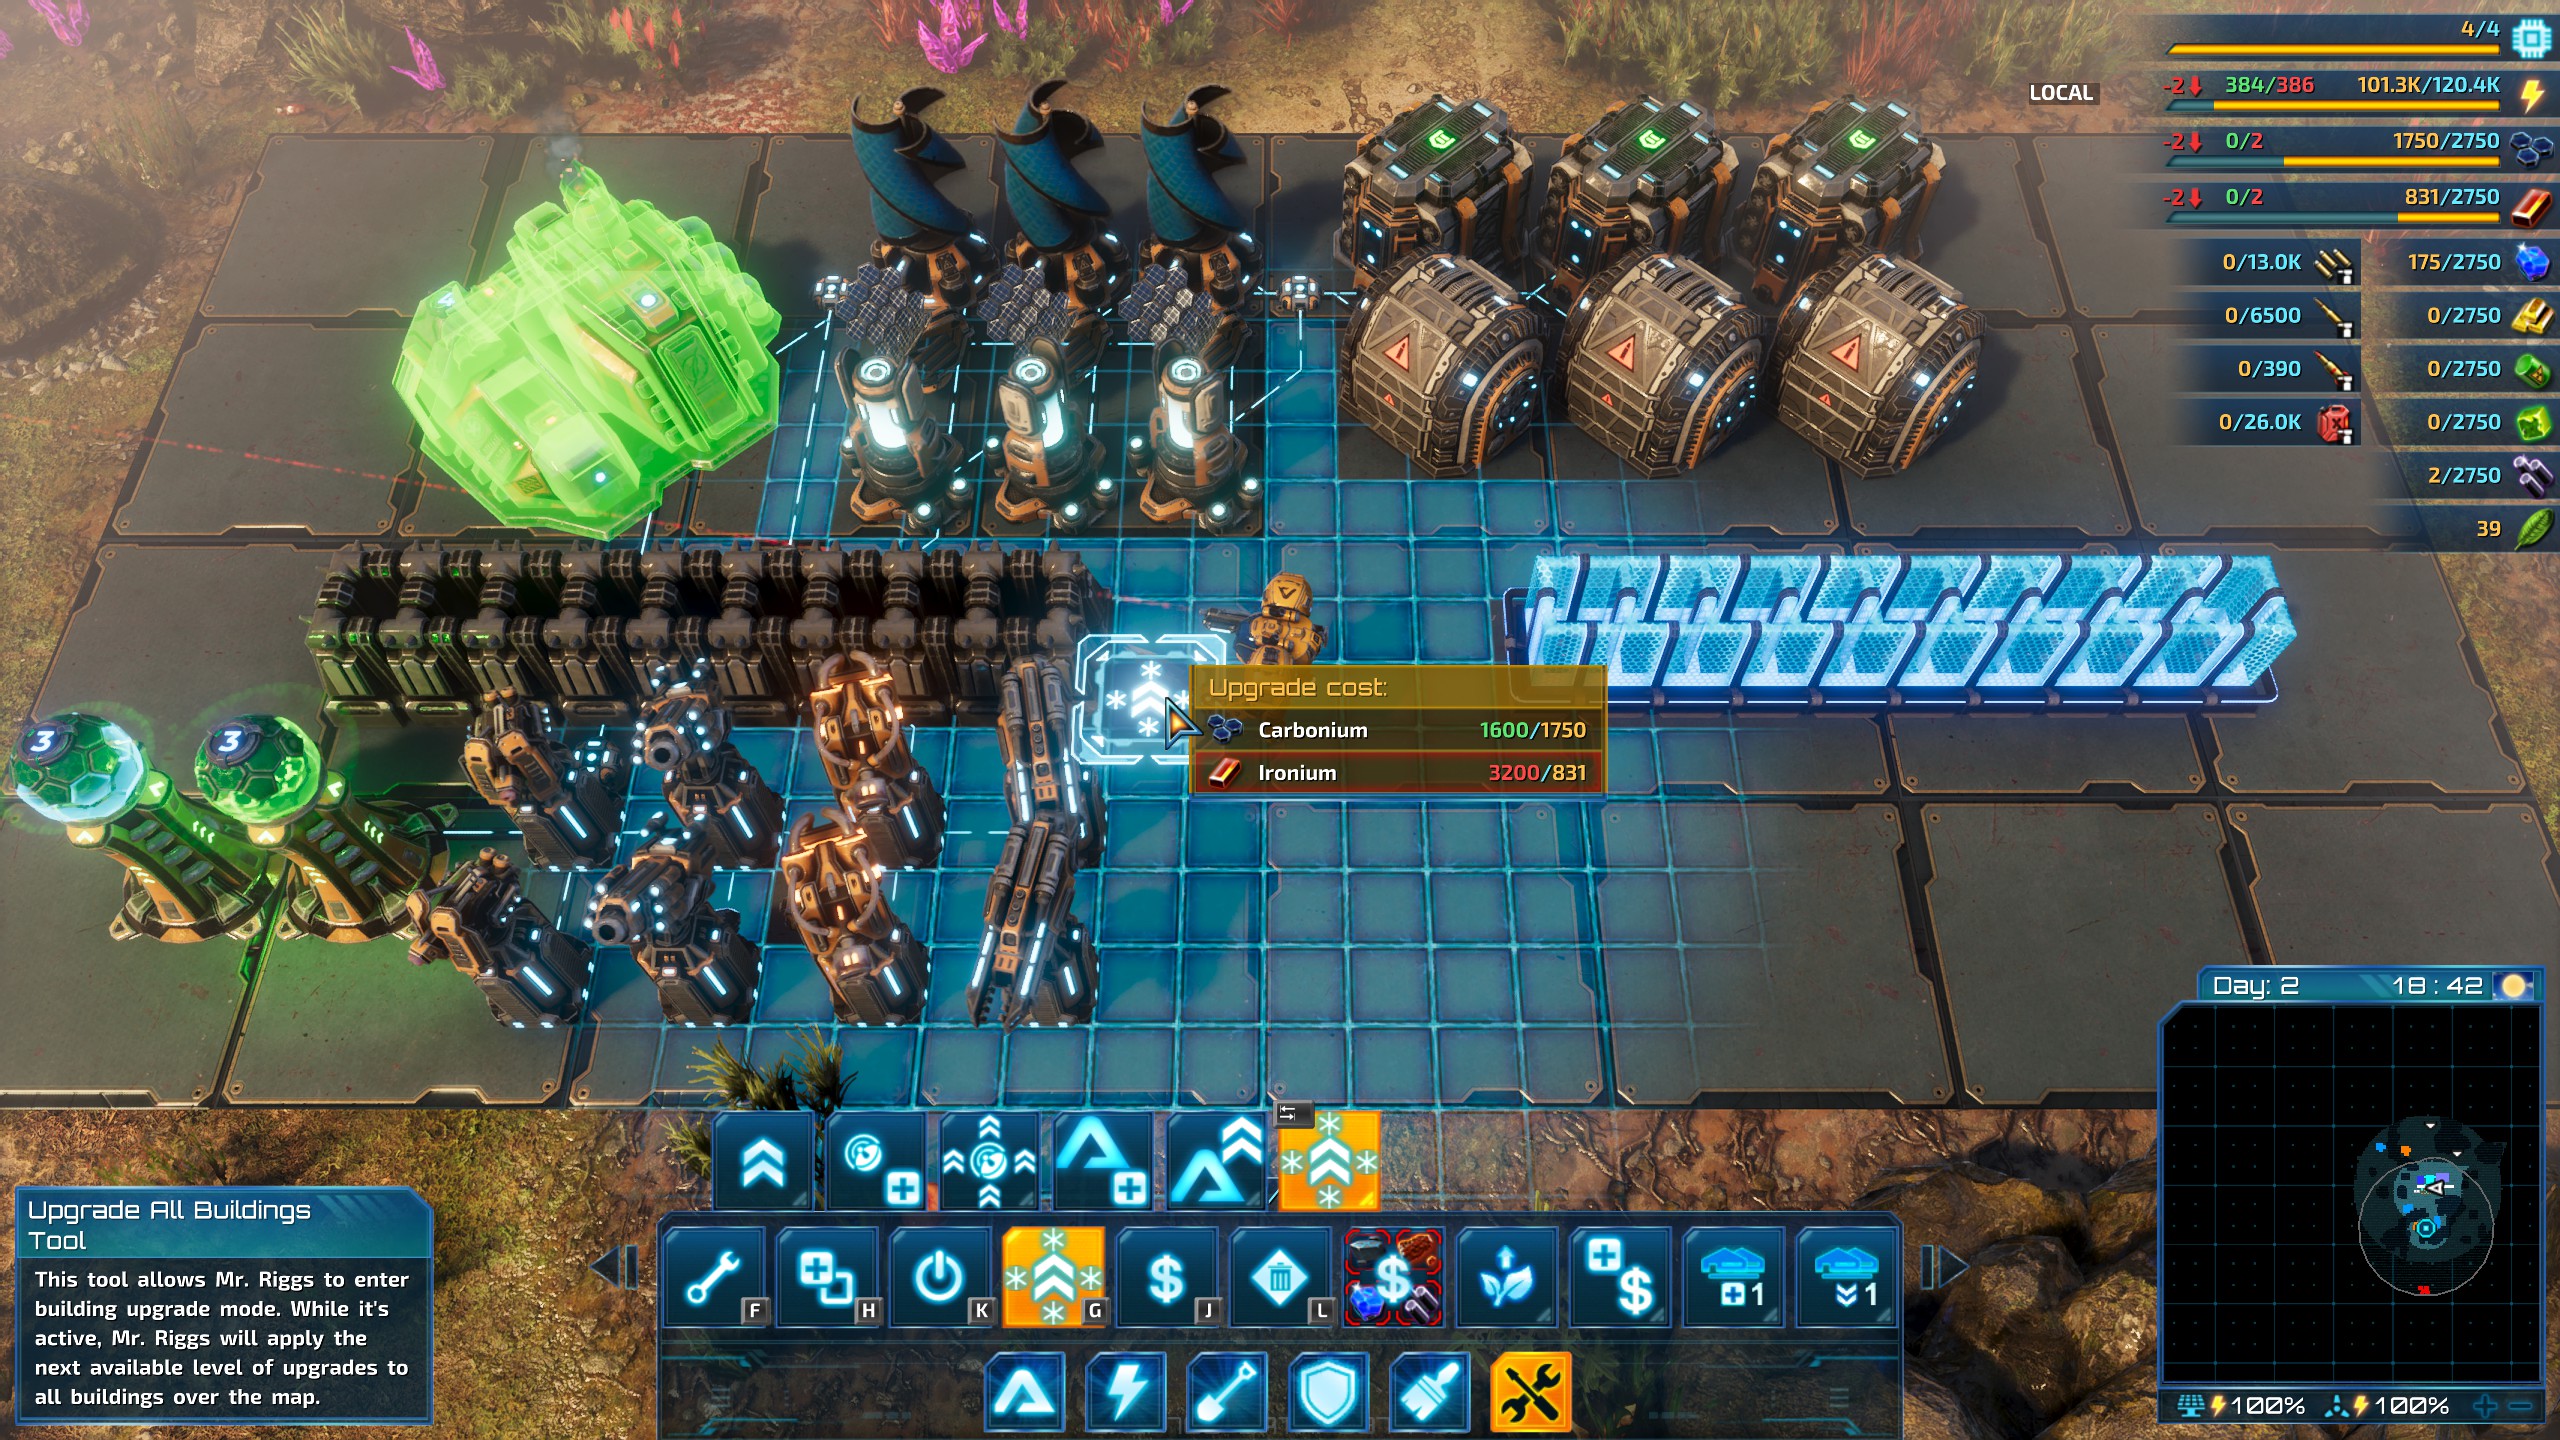 4/4
LOCAL
-2 384/386 101.3K/120.4K
-2 0/2 1750/2750
-2 0/2 831/2750
0/13.0K 175/2750
0/6500 0/2750
0/390 0/2750
0/26.0K 0/2750
2/2750
39
3 3
Upgrade cost:
Carbonium 1600/1750
Ironium 3200/831
Day: 2 18:42
Upgrade All Buildings
Tool
This tool allows Mr. Riggs to enter
building upgrade mode. While it's
active, Mr. Riggs will apply the
next available level of upgrades to
all buildings over the map.
F H K G J L 1 1
100% 100%